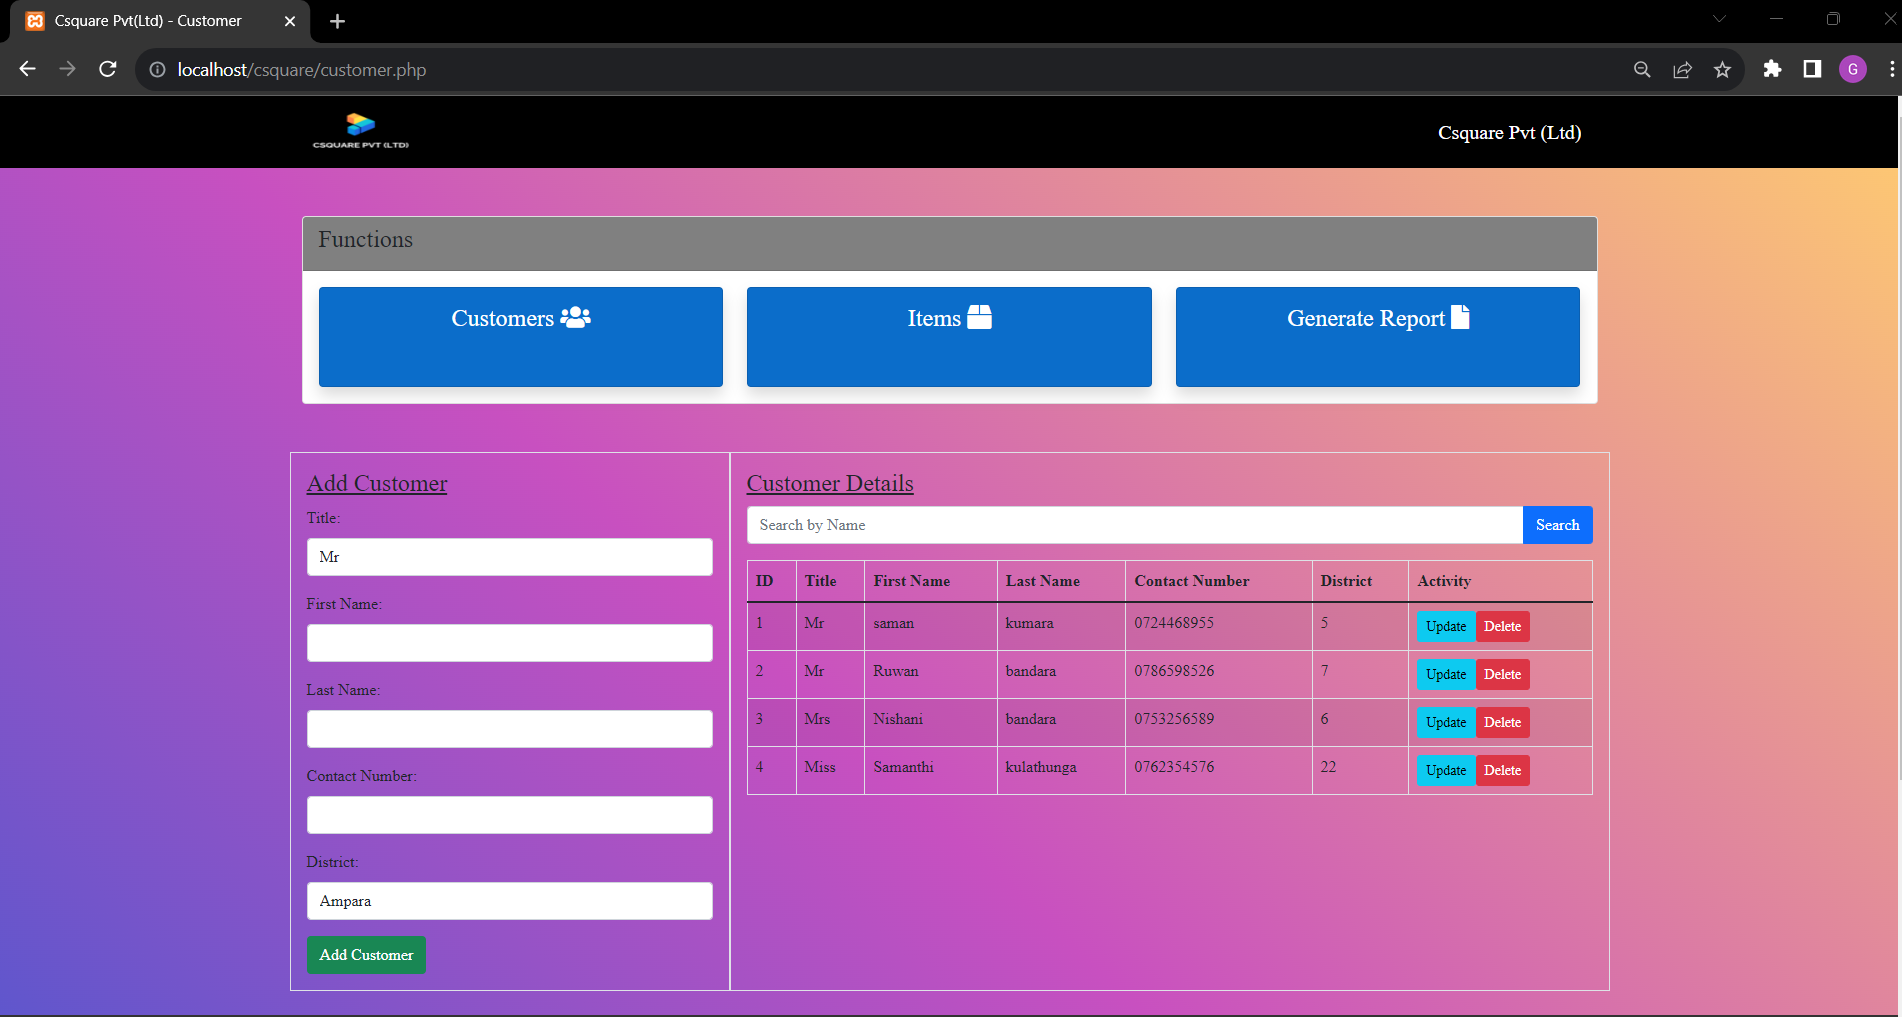 Csquare Pvt(Ltd) - Customer
localhost/csquare/customer.php
G
CSQUARE PVT (LTD)
Csquare Pvt (Ltd)
Functions
Customers
Items
Generate Report
Add Customer
Title:
Mr
First Name:
Last Name:
Contact Number:
District:
Ampara
Add Customer
Customer Details
Search by Name Search
ID Title First Name Last Name Contact Number District Activity
1 Mr saman kumara 0724468955 5 Update Delete
2 Mr Ruwan bandara 0786598526 7 Update Delete
3 Mrs Nishani bandara 0753256589 6 Update Delete
4 Miss Samanthi kulathunga 0762354576 22 Update Delete